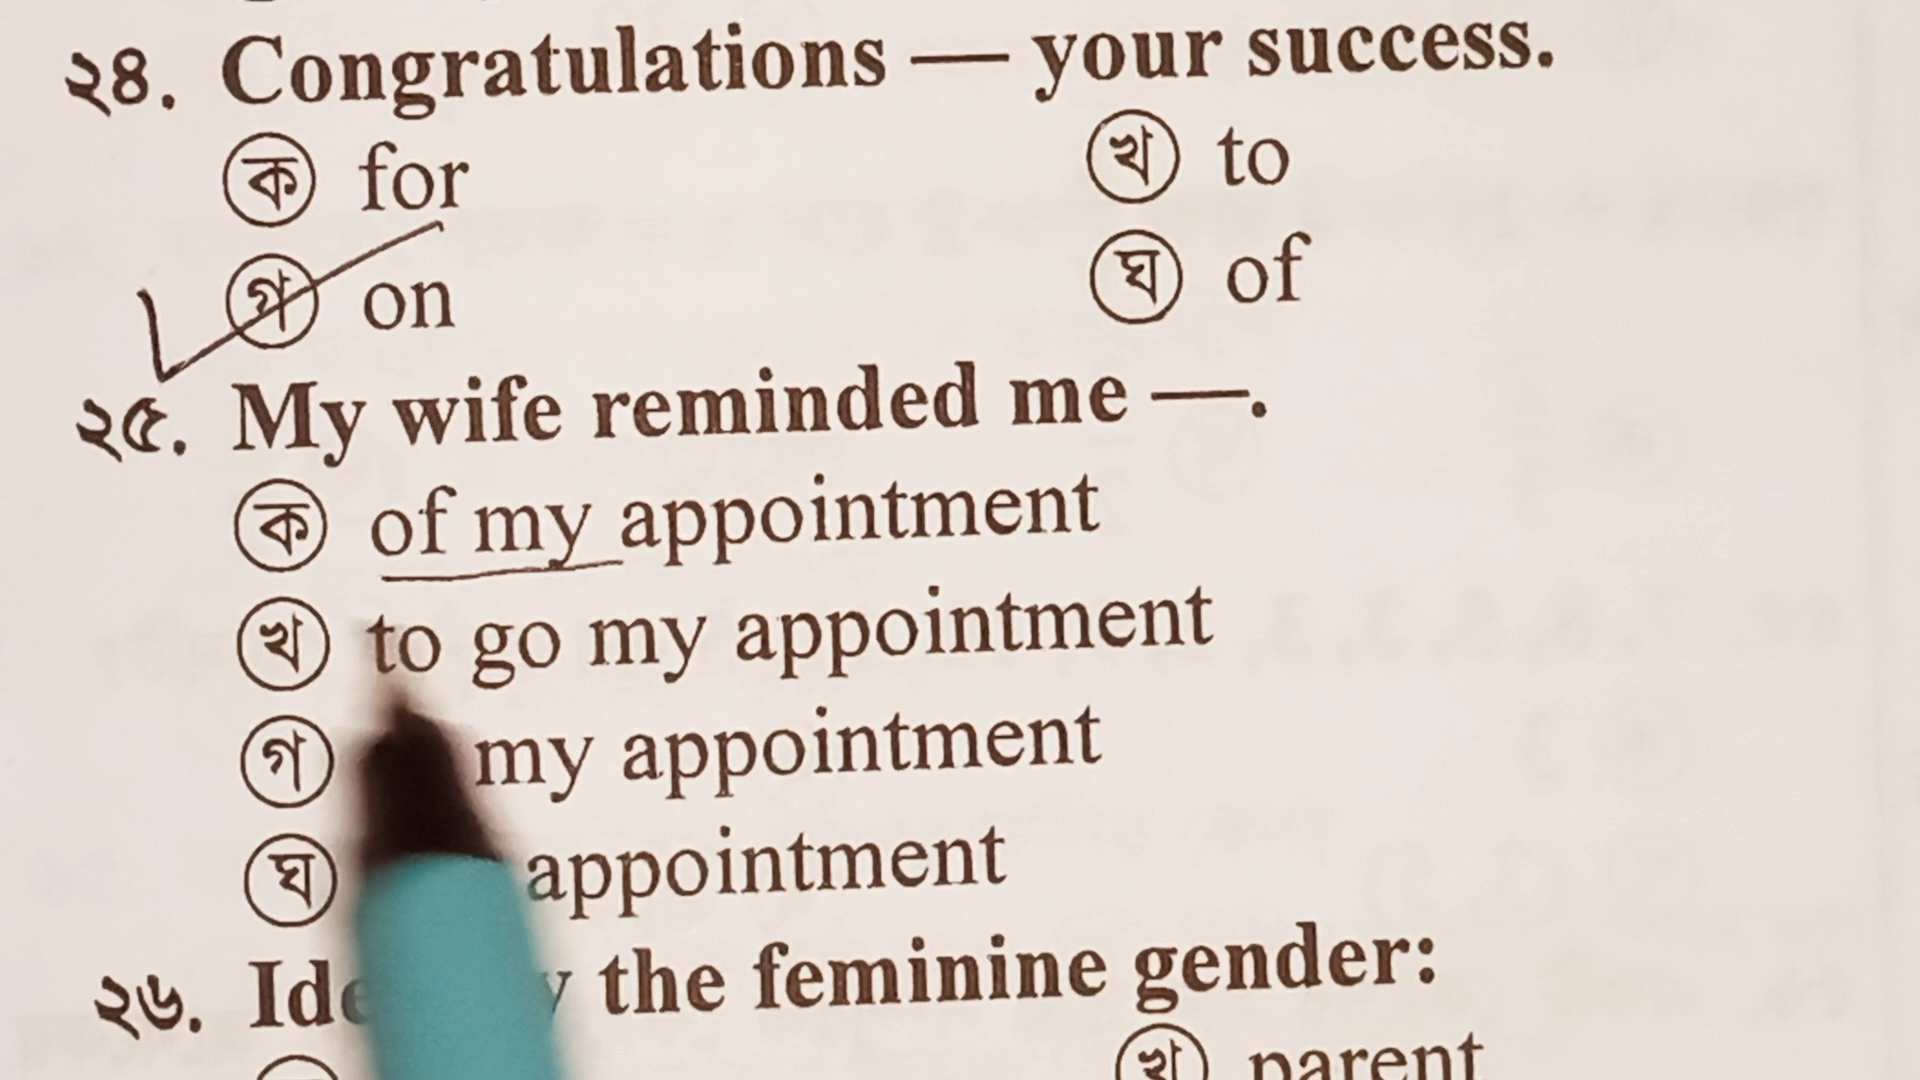 ২৪. Congratulations — your success.
ক for খ to
গ on ঘ of
২৫. My wife reminded me —.
ক of my appointment
খ to go my appointment
গ my appointment
ঘ appointment
২৬. the feminine gender:
খ parent